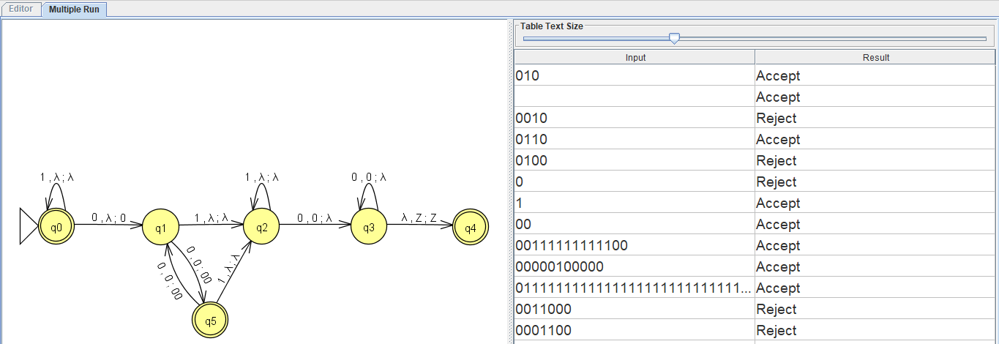 Editor Multiple Run
Table Text Size
Input Result
010 Accept
Accept
0010 Reject
0110 Accept
0100 Reject
0 Reject
1 Accept
00 Accept
00111111111100 Accept
00000100000 Accept
0111111111111111111111111111... Accept
0011000 Reject
0001100 Reject
1 , λ ; λ
1 , λ ; λ
0 , 0 ; λ
q0
0 , λ ; 0
q1
1 , λ ; λ
q2
0 , 0 ; λ
q3
λ , Z ; Z
q4
0 , 0 ; 00
0 , 0 ; 00
1 , λ ; λ
q5